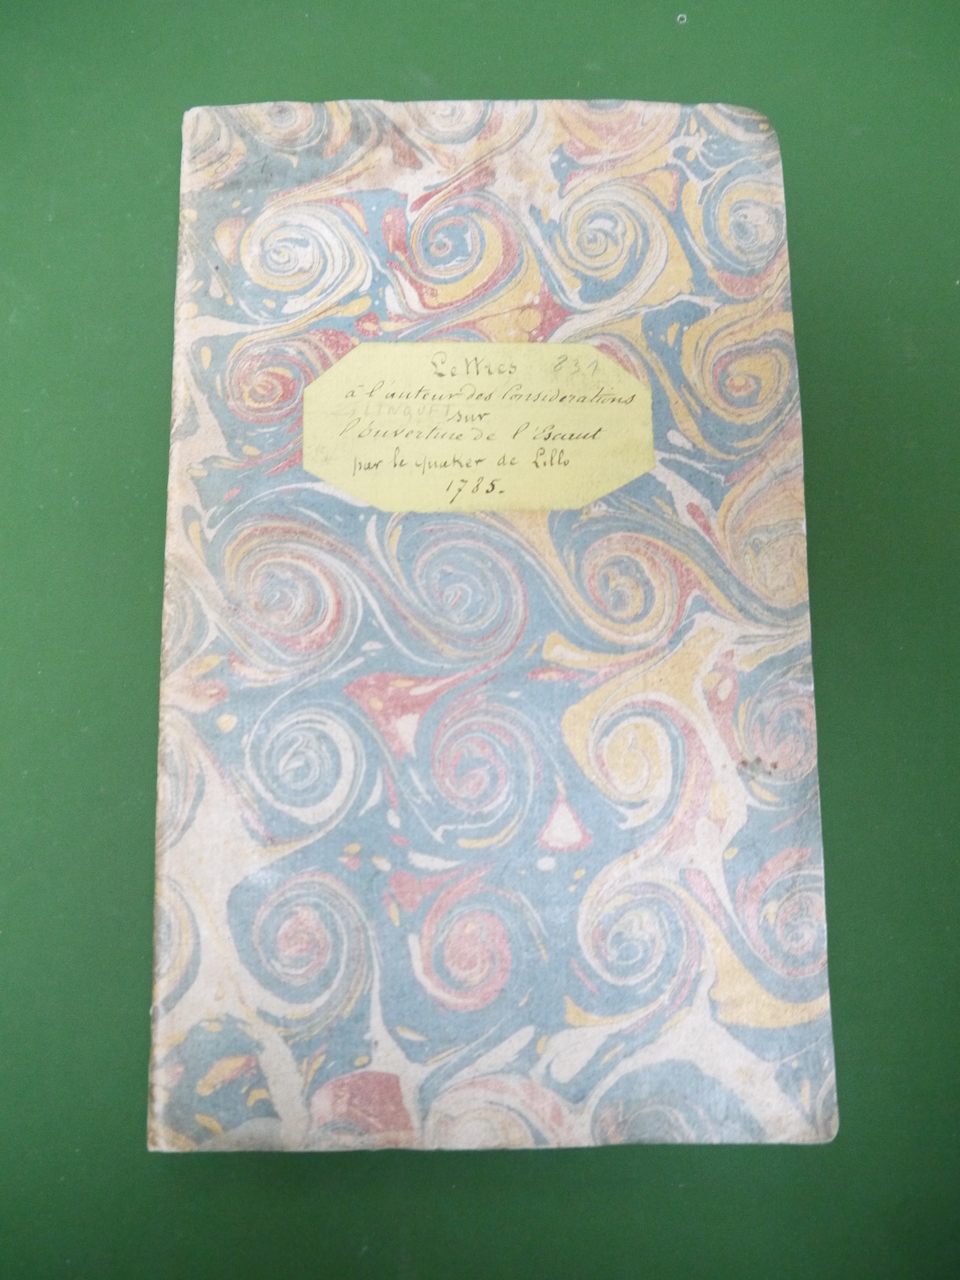 Lettres 831
à l'auteur des Considerations
LINGUET sur
l'ouverture de l'Escaut
par le quaker de Lillo
1785.